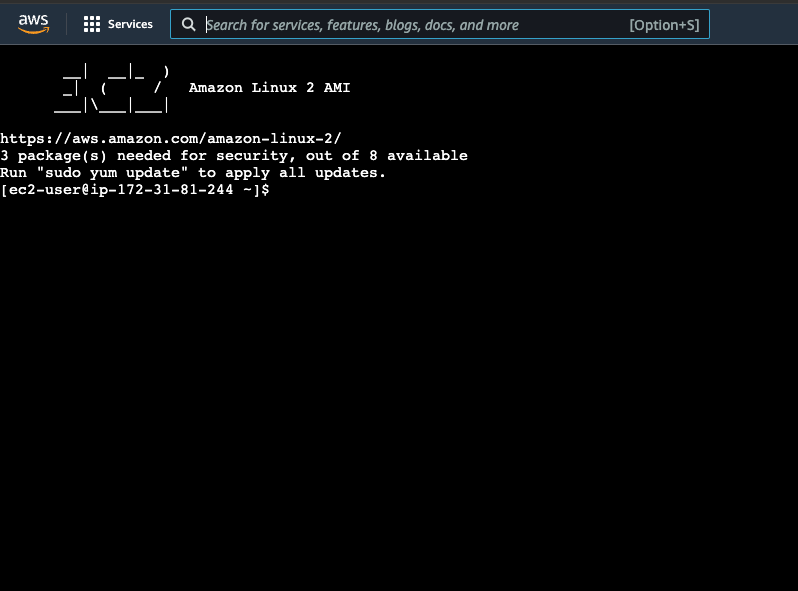 aws
Services
Search for services, features, blogs, docs, and more
[Option+S]
__|  __|_  )
_|  (     /   Amazon Linux 2 AMI
___|\___|___|
https://aws.amazon.com/amazon-linux-2/
3 package(s) needed for security, out of 8 available
Run "sudo yum update" to apply all updates.
[ec2-user@ip-172-31-81-244 ~]$